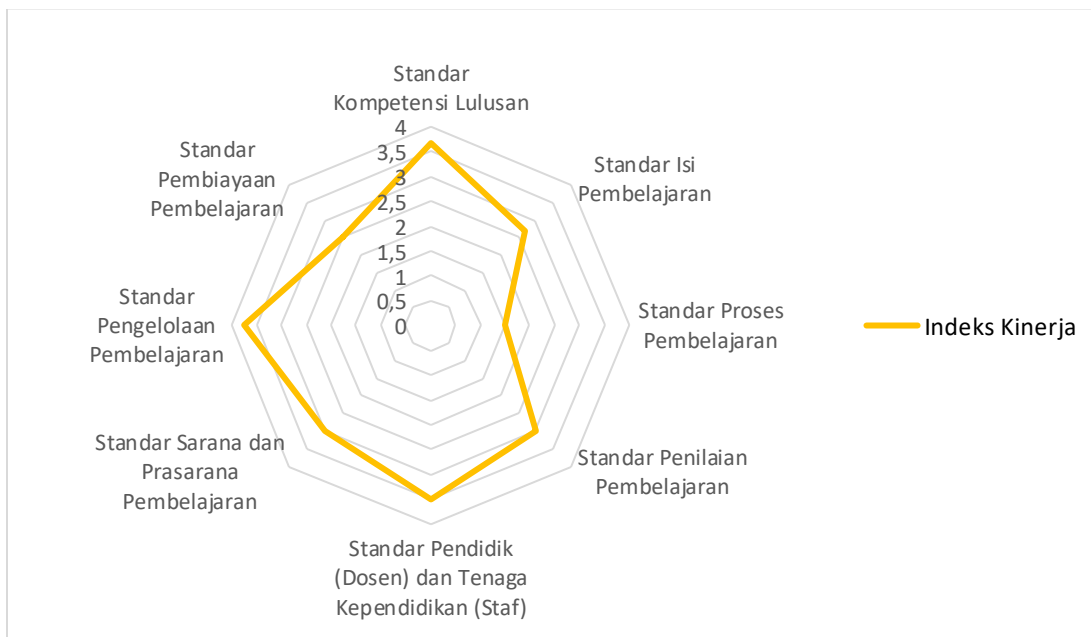 Standar
Kompetensi Lulusan
Standar Isi
Pembelajaran
Standar Proses
Pembelajaran
Standar Penilaian
Pembelajaran
Standar Pendidik
(Dosen) dan Tenaga
Kependidikan (Staf)
Standar Sarana dan
Prasarana
Pembelajaran
Standar
Pengelolaan
Pembelajaran
Standar
Pembiayaan
Pembelajaran
4
3,5
3
2,5
2
1,5
1
0,5
0
Indeks Kinerja